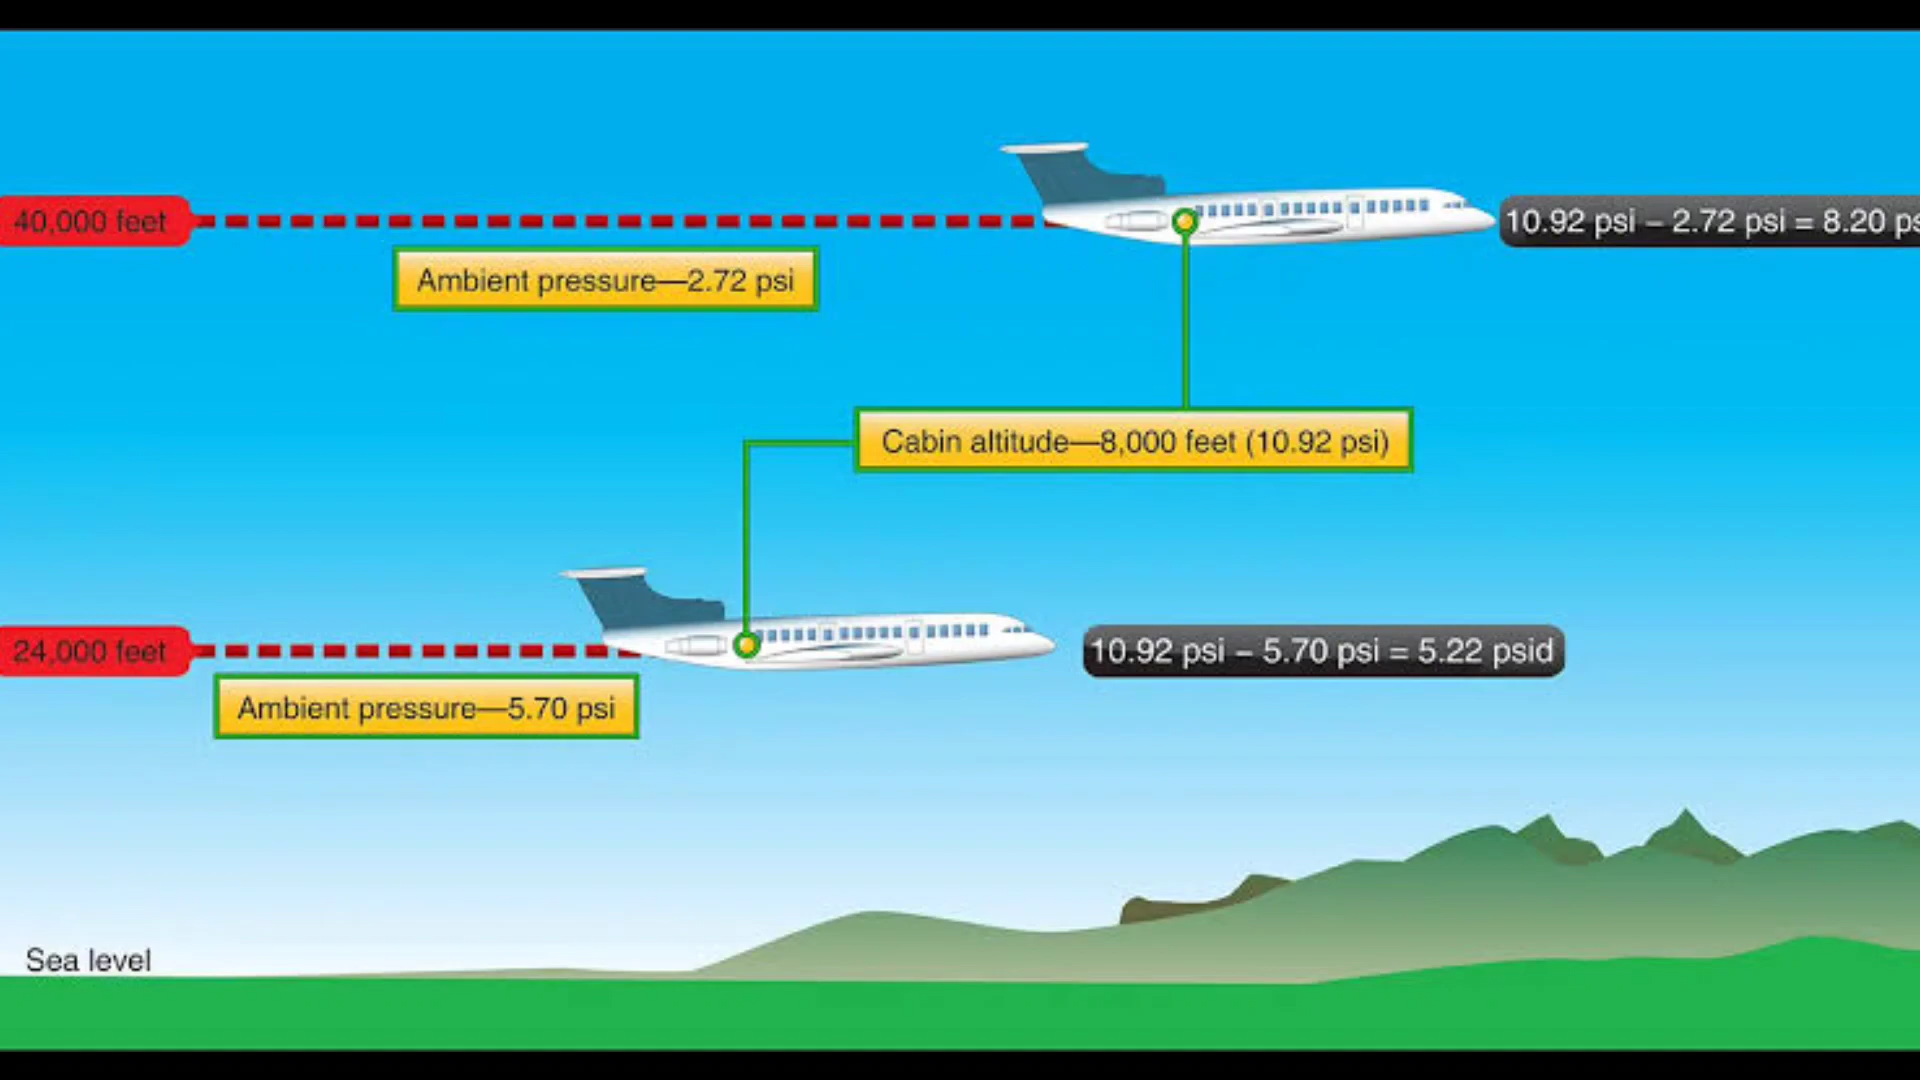 40,000 feet
10.92 psi – 2.72 psi = 8.20 ps
Ambient pressure—2.72 psi
Cabin altitude—8,000 feet (10.92 psi)
24,000 feet
10.92 psi – 5.70 psi = 5.22 psid
Ambient pressure—5.70 psi
Sea level